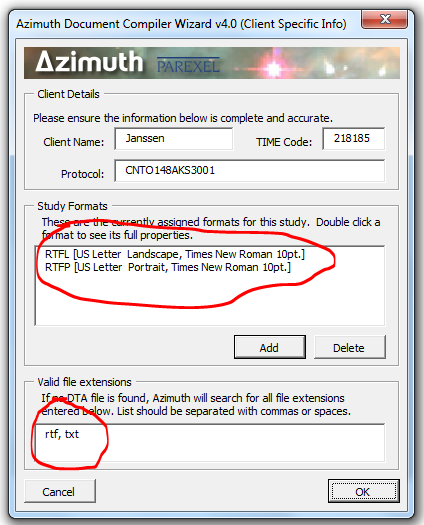 Azimuth Document Compiler Wizard v4.0 (Client Specific Info)
Azimuth PAREXEL
Client Details
Please ensure the information below is complete and accurate.
Client Name: Janssen TIME Code: 218185
Protocol: CNTO148AKS3001
Study Formats
These are the currently assigned formats for this study. Double click a
format to see its full properties.
RTFL [US Letter Landscape, Times New Roman 10pt.]
RTFP [US Letter Portrait, Times New Roman 10pt.]
Add Delete
Valid file extensions
If no DTA file is found, Azimuth will search for all file extensions
entered below. List should be separated with commas or spaces.
rtf, txt
Cancel OK